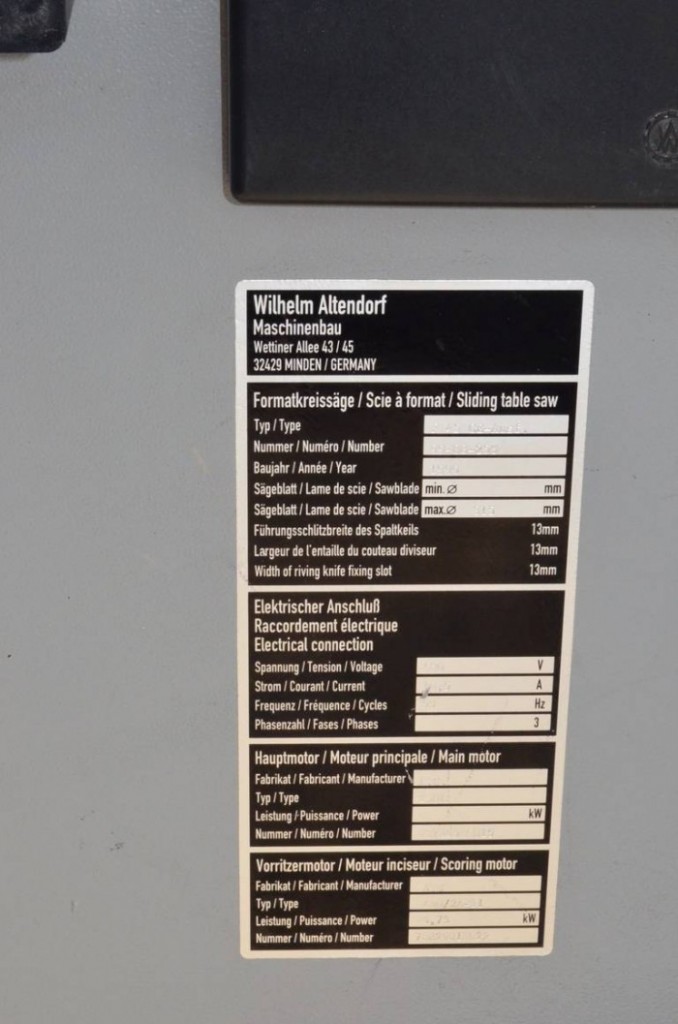 Wilhelm Altendorf
Maschinenbau
Wettiner Allee 43 / 45
32429 MINDEN / GERMANY
Formatkreissäge / Scie à format / Sliding table saw
Typ / Type
Nummer / Numéro / Number
Baujahr / Année / Year
Sägeblatt / Lame de scie / Sawblade min. ⌀ mm
Sägeblatt / Lame de scie / Sawblade max. ⌀ mm
Führungsschlitzbreite des Spaltkeils 13mm
Largeur de l'entaille du couteau diviseur 13mm
Width of riving knife fixing slot 13mm
Elektrischer Anschluß
Raccordement électrique
Electrical connection
Spannung / Tension / Voltage V
Strom / Courant / Current A
Frequenz / Fréquence / Cycles Hz
Phasenzahl / Fases / Phases 3
Hauptmotor / Moteur principale / Main motor
Fabrikat / Fabricant / Manufacturer
Typ / Type
Leistung / Puissance / Power kW
Nummer / Numéro / Number
Vorritzermotor / Moteur inciseur / Scoring motor
Fabrikat / Fabricant / Manufacturer
Typ / Type
Leistung / Puissance / Power kW
Nummer / Numéro / Number